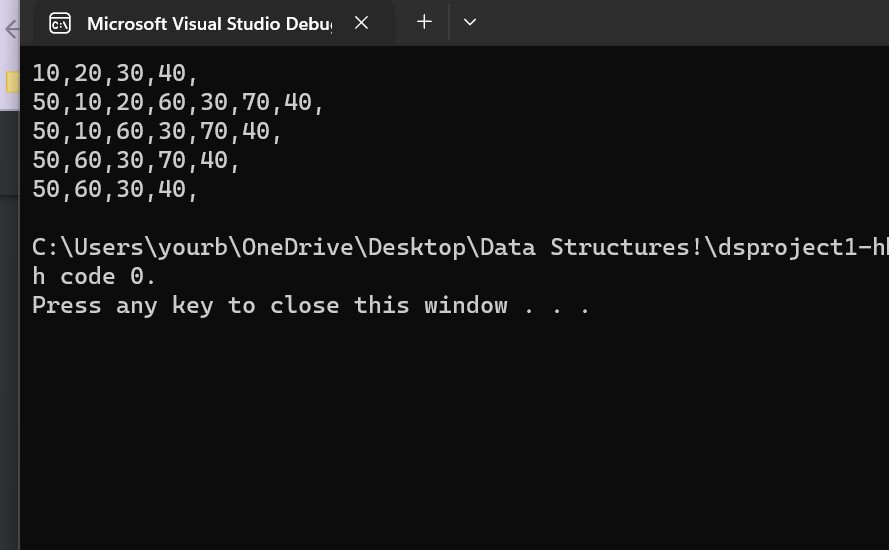 Microsoft Visual Studio
10,20,30,40,
50,10,20,60,30,70,40,
50,10,60,30,70,40,
50,60,30,70,40,
50,60,30,40,
C:\Users\yourb\OneDrive\Desktop\Data Structures!\dsproject1-h
h code 0.
Press any key to close this window . . .